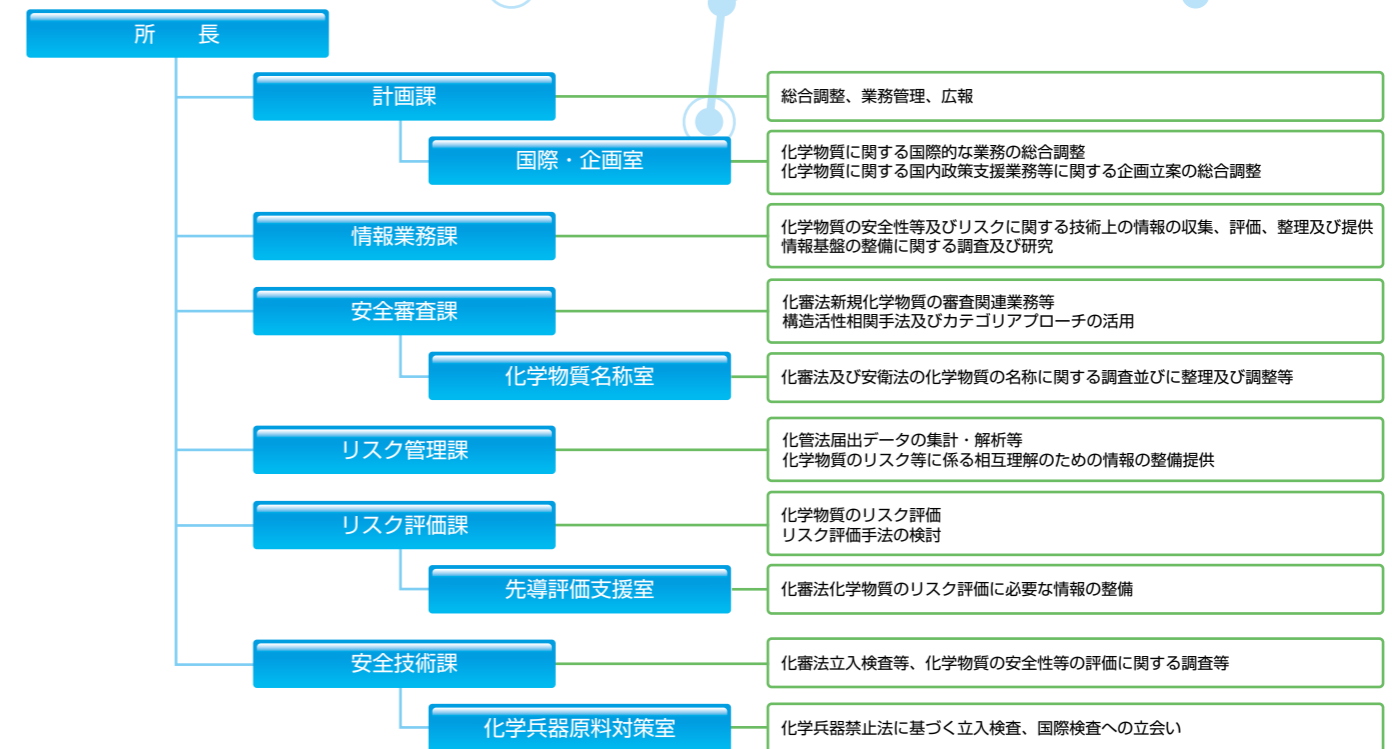 所　長
計画課
総合調整、業務管理、広報
国際・企画室
化学物質に関する国際的な業務の総合調整
化学物質に関する国内政策支援業務等に関する企画立案の総合調整
情報業務課
化学物質の安全性等及びリスクに関する技術上の情報の収集、評価、整理及び提供
情報基盤の整備に関する調査及び研究
安全審査課
化審法新規化学物質の審査関連業務等
構造活性相関手法及びカテゴリアプローチの活用
化学物質名称室
化審法及び安衛法の化学物質の名称に関する調査並びに整理及び調整等
リスク管理課
化管法届出データの集計・解析等
化学物質のリスク等に係る相互理解のための情報の整備提供
リスク評価課
化学物質のリスク評価
リスク評価手法の検討
先導評価支援室
化審法化学物質のリスク評価に必要な情報の整備
安全技術課
化審法立入検査等、化学物質の安全性等の評価に関する調査等
化学兵器原料対策室
化学兵器禁止法に基づく立入検査、国際検査への立会い